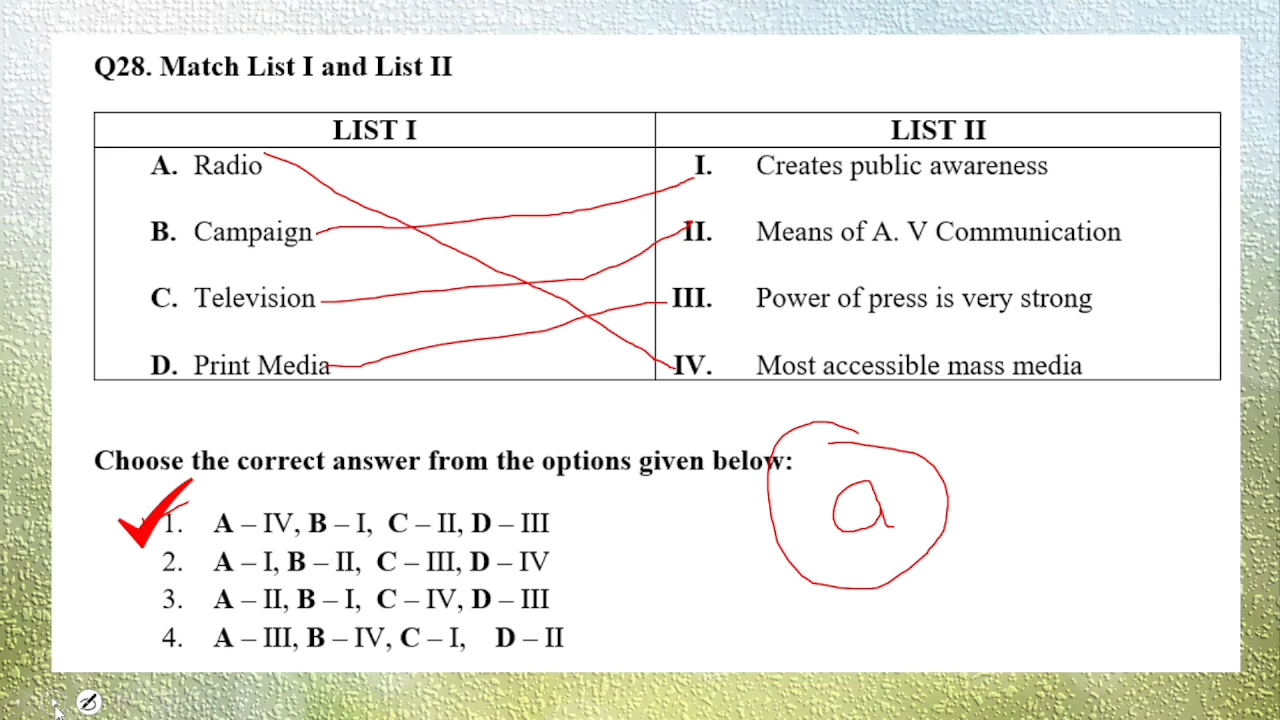 Q28. Match List I and List II
LIST I LIST II
A. Radio I. Creates public awareness
B. Campaign II. Means of A. V Communication
C. Television III. Power of press is very strong
D. Print Media IV. Most accessible mass media
Choose the correct answer from the options given below:
1. A – IV, B – I, C – II, D – III
a
2. A – I, B – II, C – III, D – IV
3. A – II, B – I, C – IV, D – III
4. A – III, B – IV, C – I, D – II